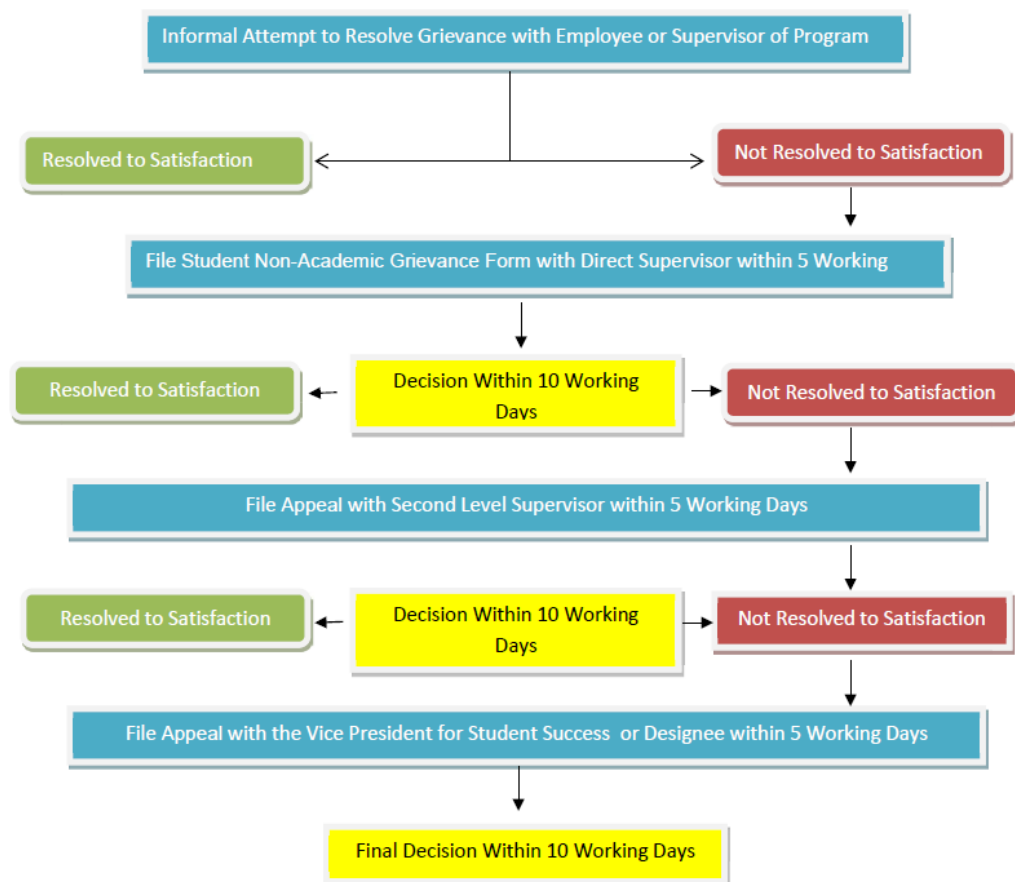 Informal Attempt to Resolve Grievance with Employee or Supervisor of Program
Resolved to Satisfaction
Not Resolved to Satisfaction
File Student Non-Academic Grievance Form with Direct Supervisor within 5 Working
Resolved to Satisfaction
Decision Within 10 Working
Days
Not Resolved to Satisfaction
File Appeal with Second Level Supervisor within 5 Working Days
Resolved to Satisfaction
Decision Within 10 Working
Days
Not Resolved to Satisfaction
File Appeal with the Vice President for Student Success or Designee within 5 Working Days
Final Decision Within 10 Working Days